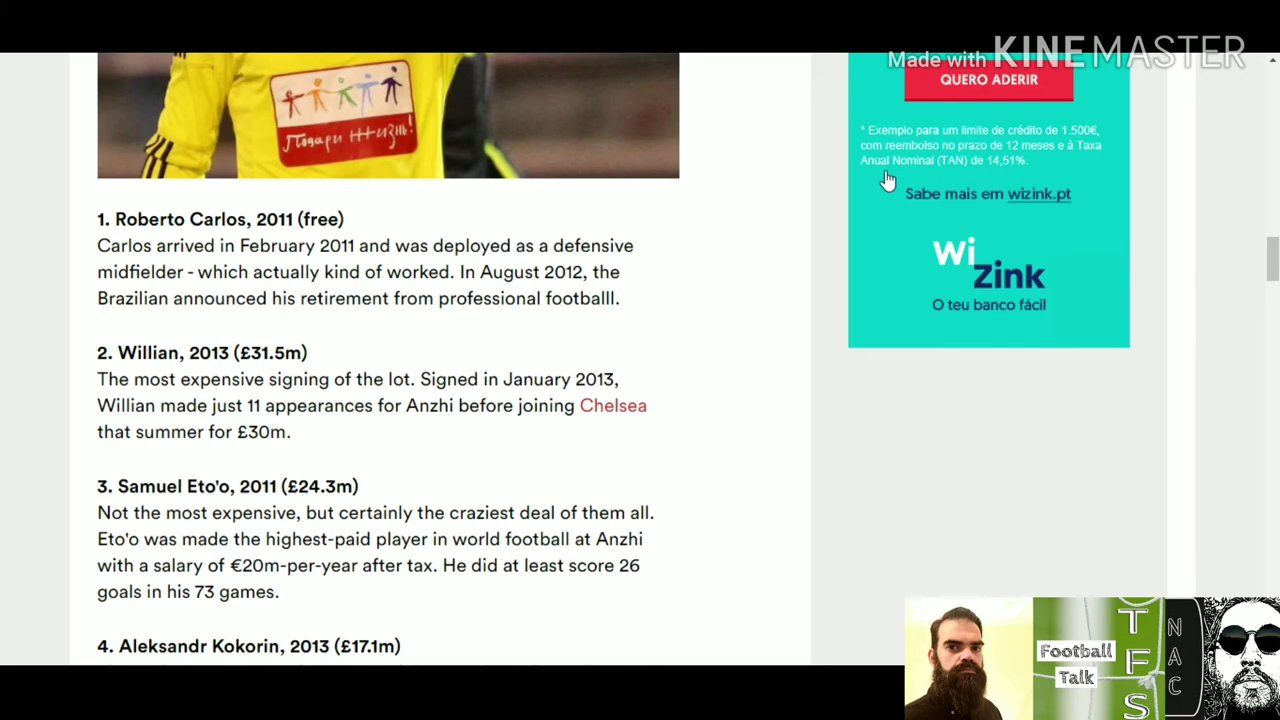 Made with KINEMASTER
Подари жизнь!
1. Roberto Carlos, 2011 (free)
Carlos arrived in February 2011 and was deployed as a defensive
midfielder - which actually kind of worked. In August 2012, the
Brazilian announced his retirement from professional footballl.
2. Willian, 2013 (£31.5m)
The most expensive signing of the lot. Signed in January 2013,
Willian made just 11 appearances for Anzhi before joining Chelsea
that summer for £30m.
3. Samuel Eto'o, 2011 (£24.3m)
Not the most expensive, but certainly the craziest deal of them all.
Eto'o was made the highest-paid player in world football at Anzhi
with a salary of €20m-per-year after tax. He did at least score 26
goals in his 73 games.
4. Aleksandr Kokorin, 2013 (£17.1m)
QUERO ADERIR
* Exemplo para um limite de crédito de 1.500€,
com reembolso no prazo de 12 meses e à Taxa
Anual Nominal (TAN) de 14,51%.
Sabe mais em wizink.pt
Wi
Zink
O teu banco fácil
Football
Talk
T
F
S
N
A
C